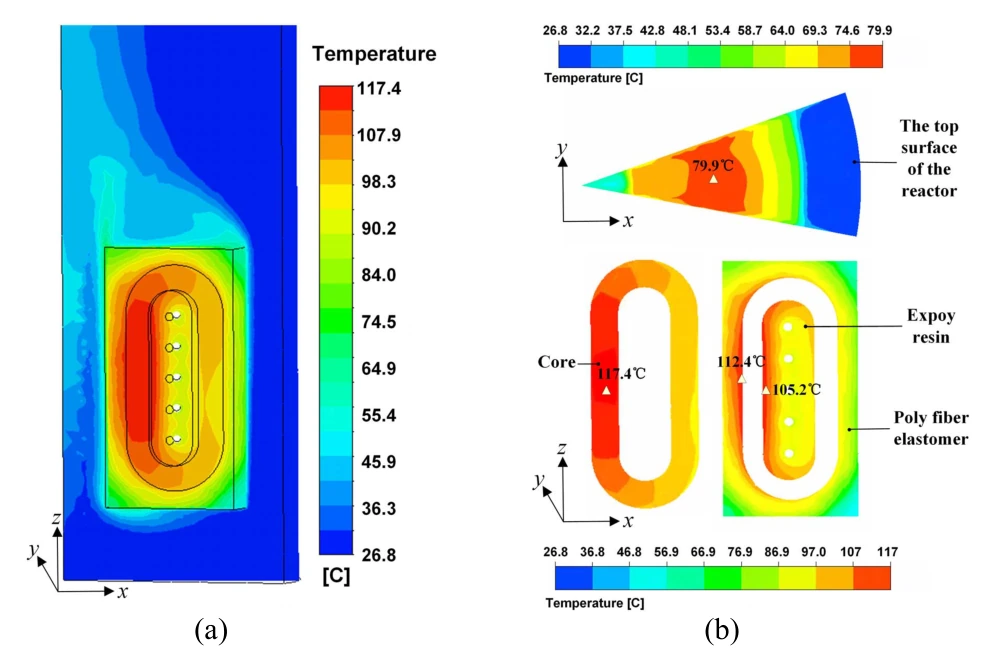 Temperature
117.4
107.9
98.3
90.2
84.0
74.5
64.9
55.4
45.9
36.3
26.8
[C]
z
y
x
(a)
26.8 32.2 37.5 42.8 48.1 53.4 58.7 64.0 69.3 74.6 79.9
Temperature [C]
y
x
79.9℃
The top
surface
of the
reactor
Core
117.4℃
112.4℃
105.2℃
Expoy
resin
Poly fiber
elastomer
z
y
x
26.8 36.8 46.8 56.9 66.9 76.9 86.9 97.0 107 117
Temperature [C]
(b)